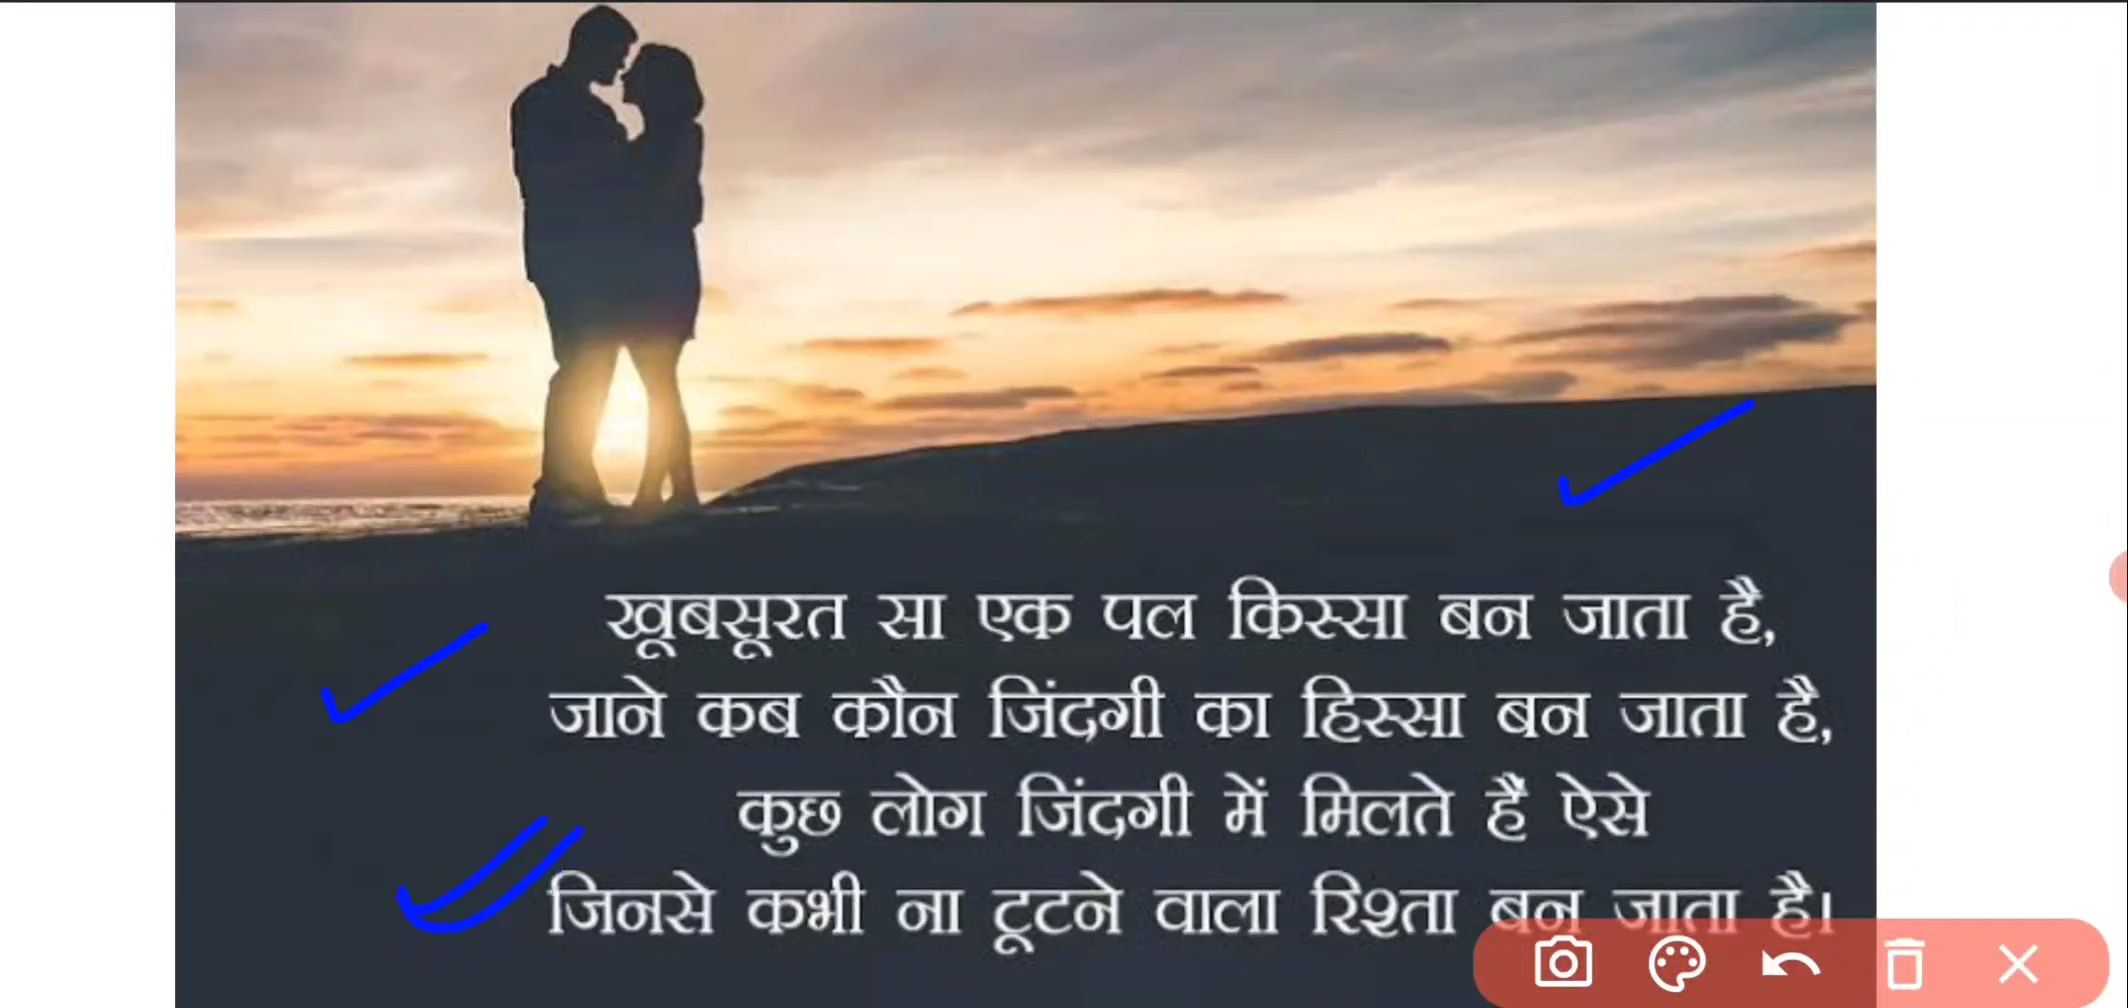 खूबसूरत सा एक पल किस्सा बन जाता है,
जाने कब कौन जिंदगी का हिस्सा बन जाता है,
कुछ लोग जिंदगी में मिलते हैं ऐसे
जिनसे कभी ना टूटने वाला रिश्ता बन जाता है।